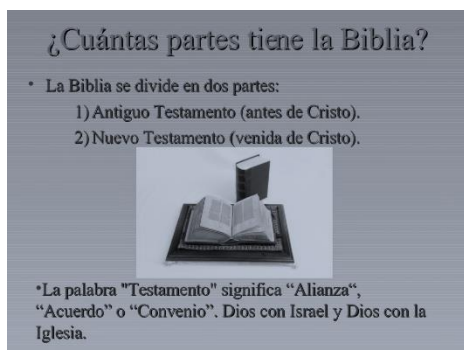 ¿Cuántas partes tiene la Biblia?
• La Biblia se divide en dos partes:
1) Antiguo Testamento (antes de Cristo).
2) Nuevo Testamento (venida de Cristo).
•La palabra "Testamento" significa “Alianza“,
“Acuerdo” o “Convenio”. Dios con Israel y Dios con la
Iglesia.